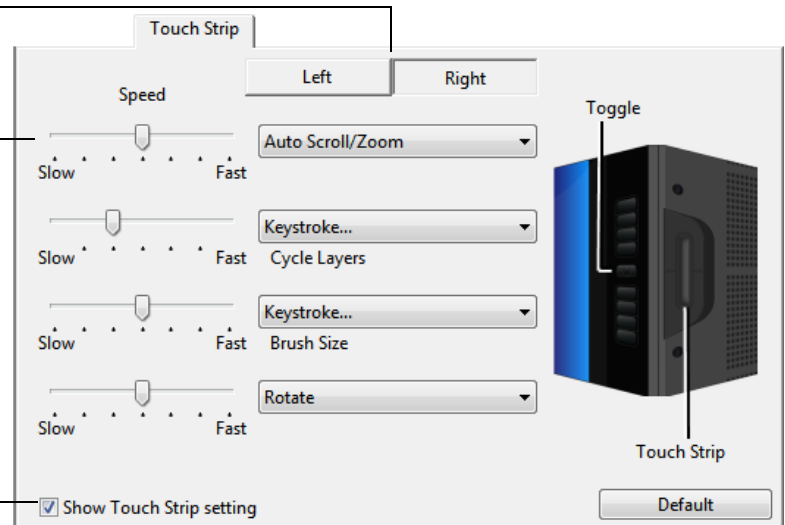 Touch Strip
Left
Right
Speed
Toggle
Auto Scroll/Zoom
Slow
Fast
Keystroke...
Slow
Fast
Cycle Layers
Keystroke...
Slow
Fast
Brush Size
Rotate
Slow
Fast
Touch Strip
Show Touch Strip setting
Default